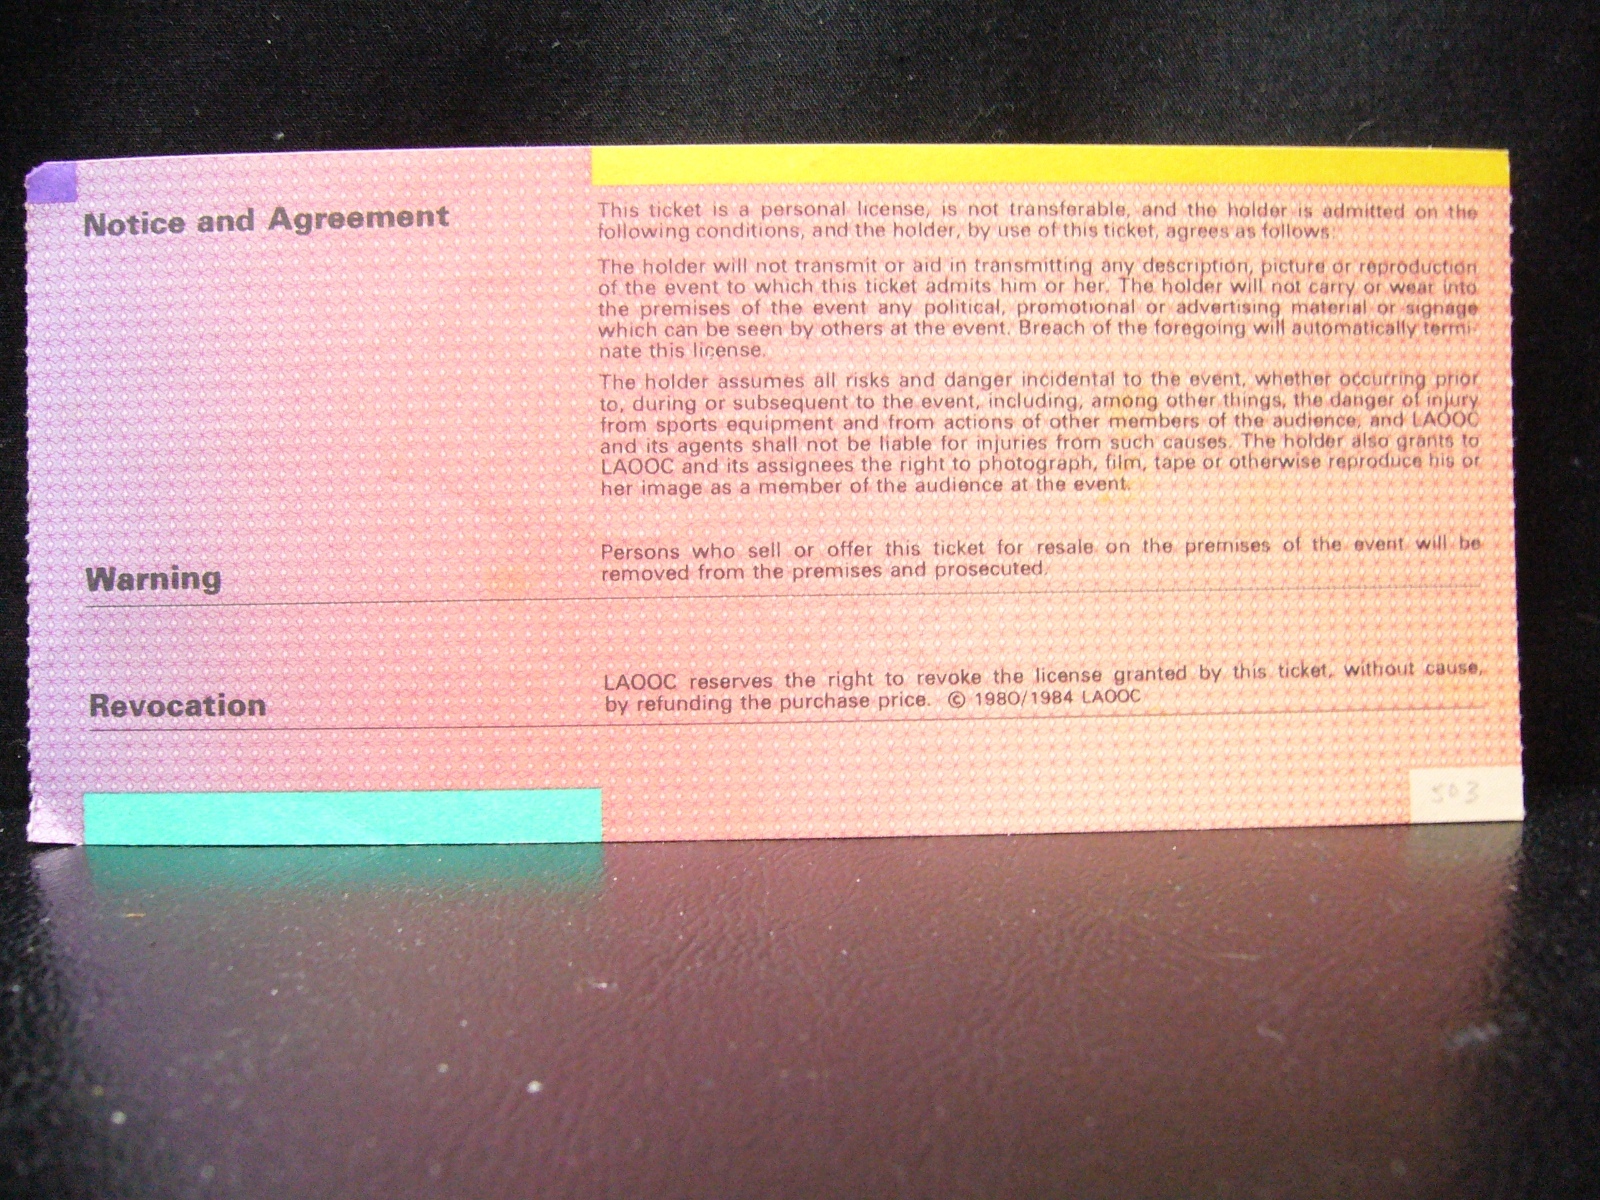 Notice and Agreement
This ticket is a personal license, is not transferable, and the holder is admitted on the
following conditions, and the holder, by use of this ticket, agrees as follows:
The holder will not transmit or aid in transmitting any description, picture or reproduction
of the event to which this ticket admits him or her. The holder will not carry or wear into
the premises of the event any political, promotional or advertising material or signage
which can be seen by others at the event. Breach of the foregoing will automatically termi-
nate this license.
The holder assumes all risks and danger incidental to the event, whether occurring prior
to, during or subsequent to the event, including, among other things, the danger of injury
from sports equipment and from actions of other members of the audience, and LAOOC
and its agents shall not be liable for injuries from such causes. The holder also grants to
LAOOC and its assignees the right to photograph, film, tape or otherwise reproduce his or
her image as a member of the audience at the event.
Warning
Persons who sell or offer this ticket for resale on the premises of the event will be
removed from the premises and prosecuted.
Revocation
LAOOC reserves the right to revoke the license granted by this ticket, without cause,
by refunding the purchase price. © 1980/1984 LAOOC
503